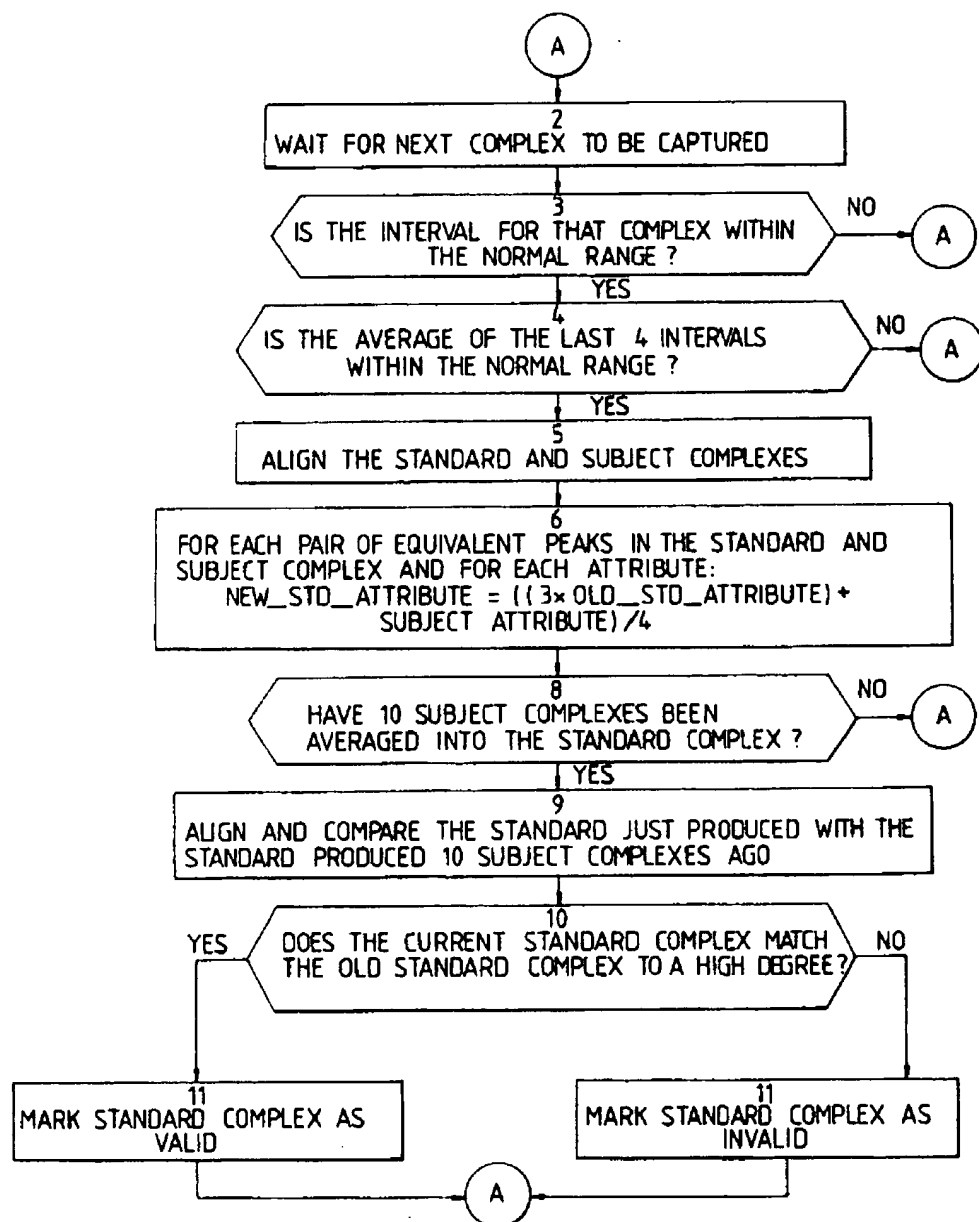 A
2
WAIT FOR NEXT COMPLEX TO BE CAPTURED
3
IS THE INTERVAL FOR THAT COMPLEX WITHIN
THE NORMAL RANGE ?
NO
A
YES
4
IS THE AVERAGE OF THE LAST 4 INTERVALS
WITHIN THE NORMAL RANGE ?
NO
A
YES
5
ALIGN THE STANDARD AND SUBJECT COMPLEXES
6
FOR EACH PAIR OF EQUIVALENT PEAKS IN THE STANDARD AND
SUBJECT COMPLEX AND FOR EACH ATTRIBUTE:
NEW_STD_ATTRIBUTE = ((3× OLD_STD_ATTRIBUTE) +
SUBJECT ATTRIBUTE) /4
8
HAVE 10 SUBJECT COMPLEXES BEEN
AVERAGED INTO THE STANDARD COMPLEX ?
NO
A
YES
9
ALIGN AND COMPARE THE STANDARD JUST PRODUCED WITH THE
STANDARD PRODUCED 10 SUBJECT COMPLEXES AGO
10
YES
DOES THE CURRENT STANDARD COMPLEX MATCH
THE OLD STANDARD COMPLEX TO A HIGH DEGREE?
NO
11
MARK STANDARD COMPLEX AS
VALID
11
MARK STANDARD COMPLEX AS
INVALID
A